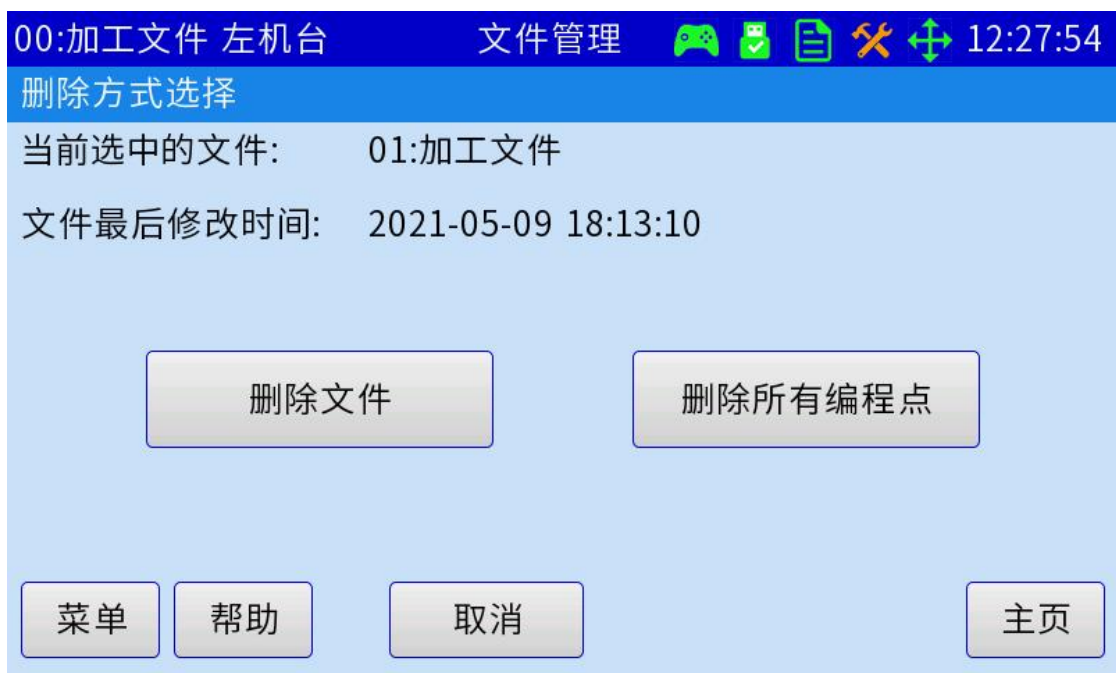 00:加工文件 左机台 文件管理 12:27:54
删除方式选择
当前选中的文件: 01:加工文件
文件最后修改时间: 2021-05-09 18:13:10
删除文件 删除所有编程点
菜单 帮助 取消 主页